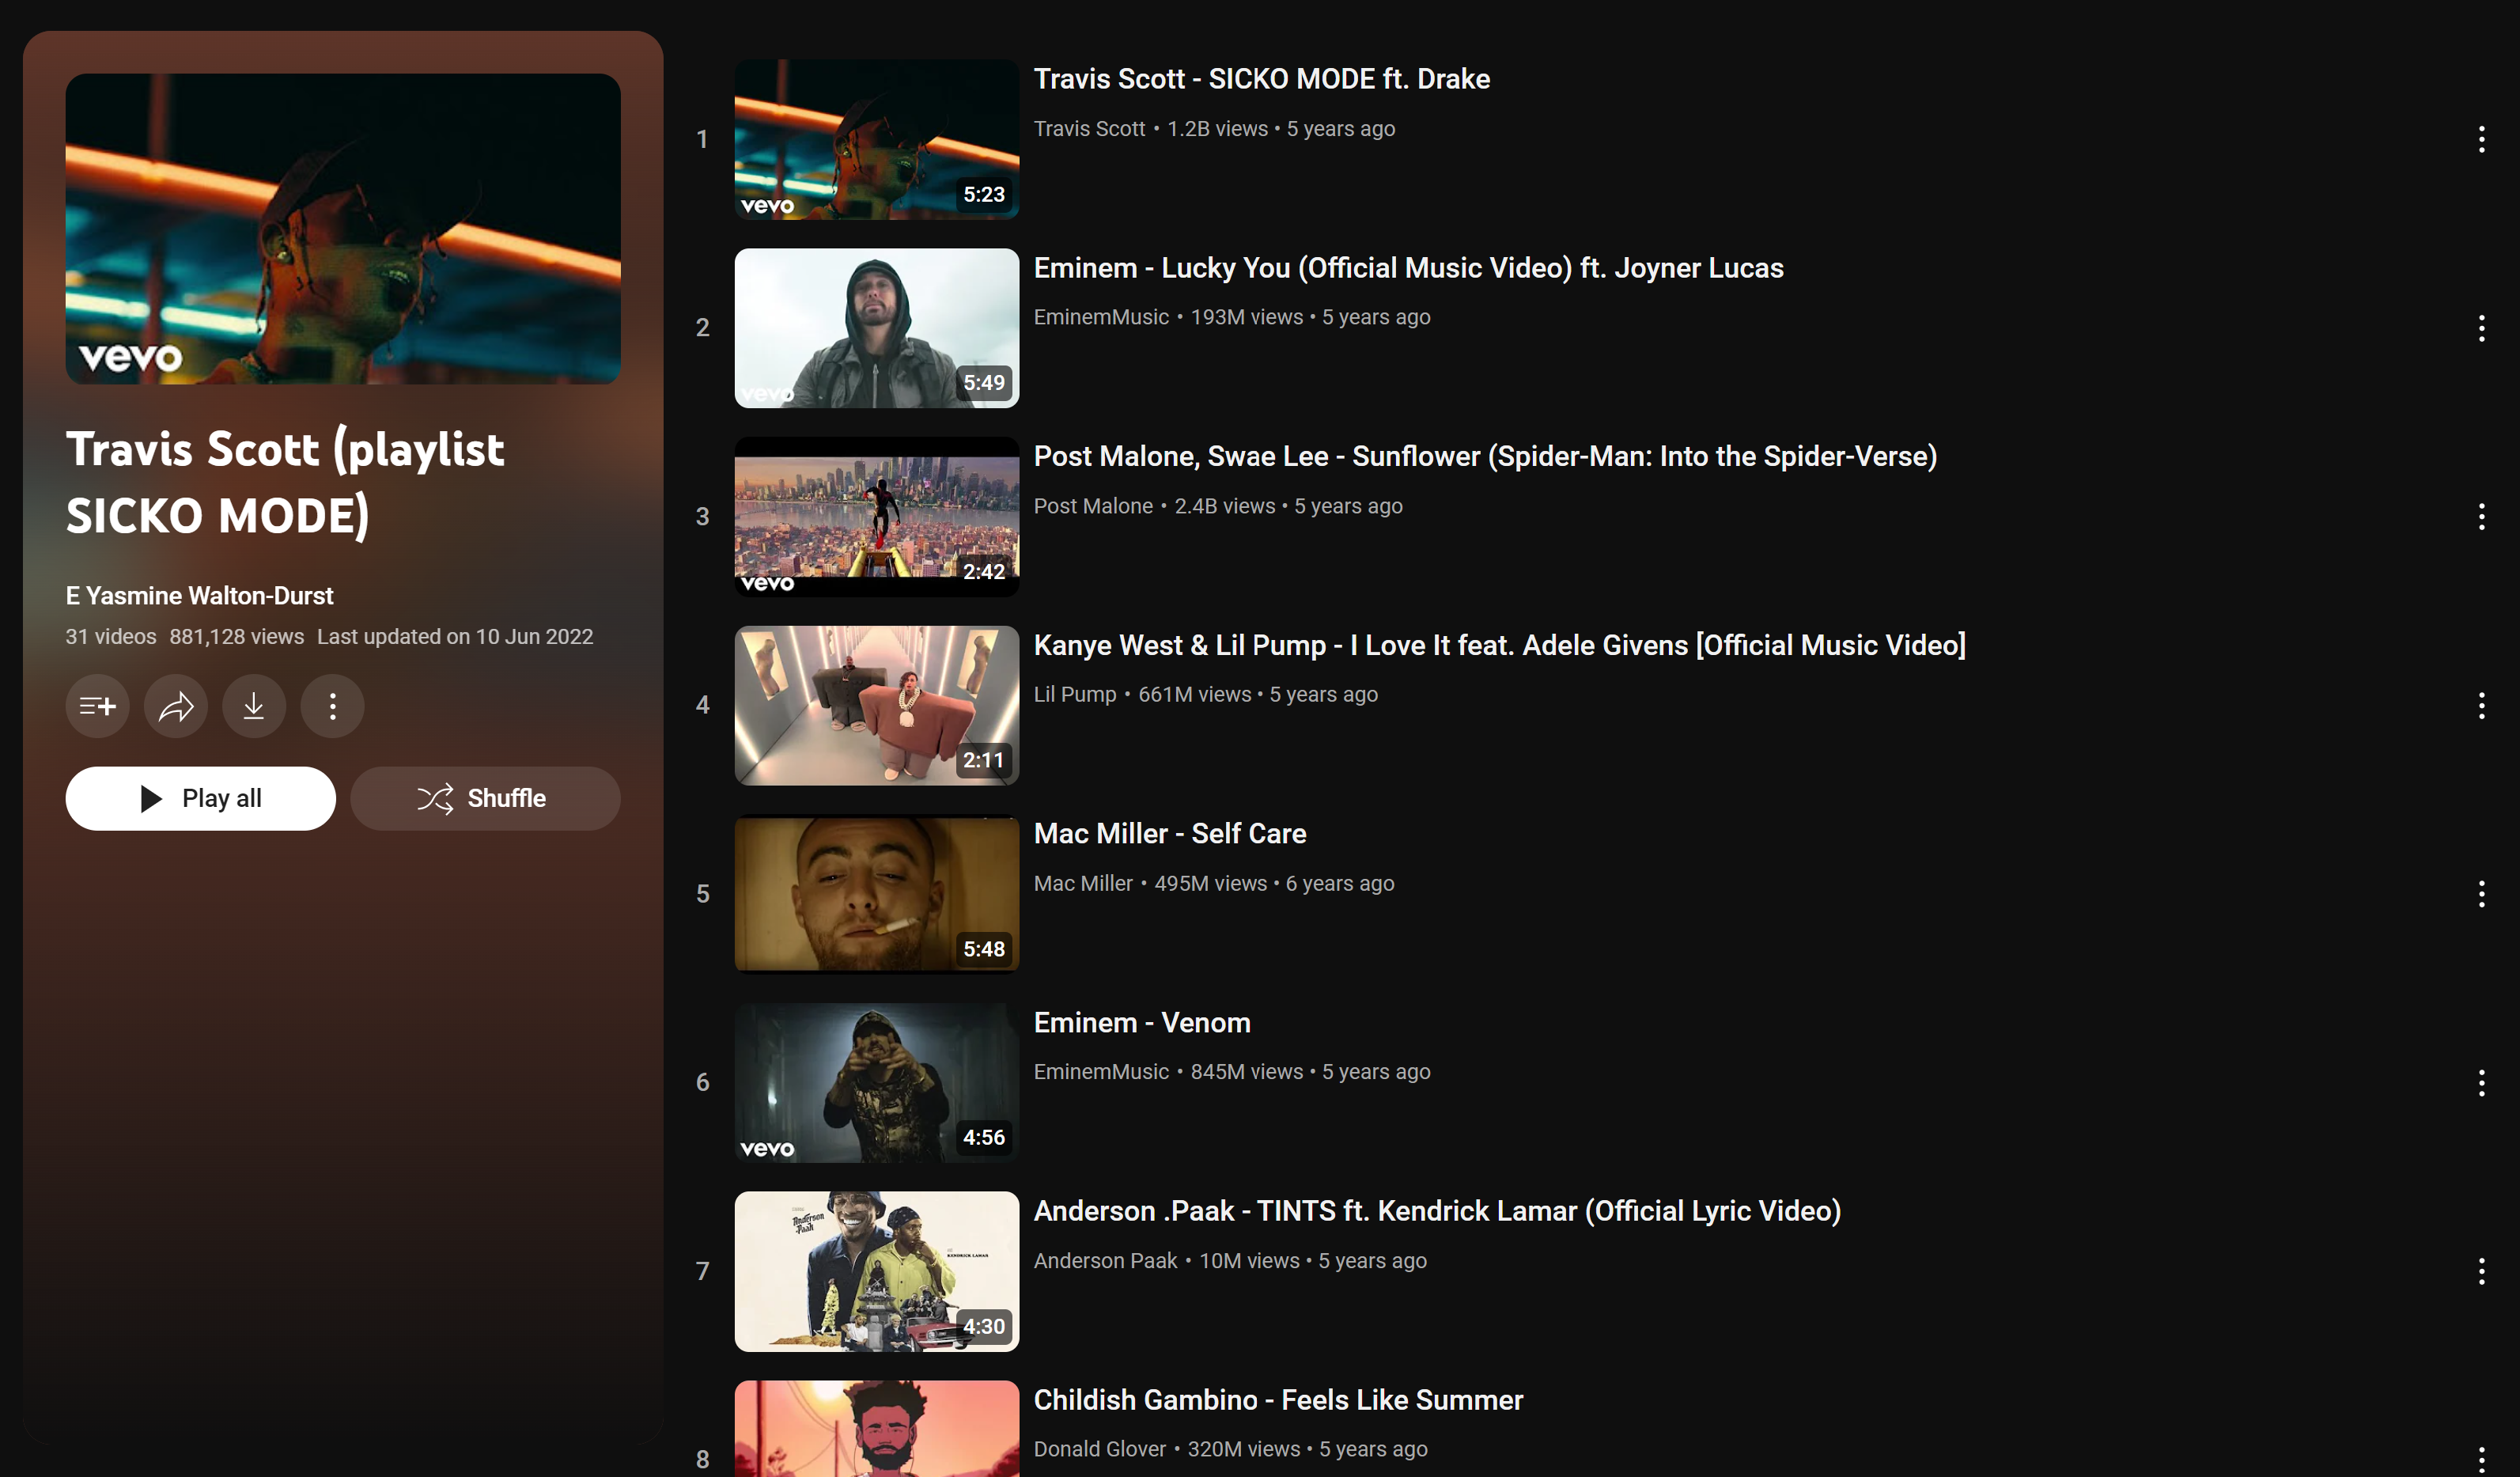 vevo
Travis Scott (playlist
SICKO MODE)
E Yasmine Walton-Durst
31 videos 881,128 views Last updated on 10 Jun 2022
Play all
Shuffle
1
vevo
5:23
Travis Scott - SICKO MODE ft. Drake
Travis Scott • 1.2B views • 5 years ago
2
vevo
5:49
Eminem - Lucky You (Official Music Video) ft. Joyner Lucas
EminemMusic • 193M views • 5 years ago
3
vevo
2:42
Post Malone, Swae Lee - Sunflower (Spider-Man: Into the Spider-Verse)
Post Malone • 2.4B views • 5 years ago
4
2:11
Kanye West & Lil Pump - I Love It feat. Adele Givens [Official Music Video]
Lil Pump • 661M views • 5 years ago
5
5:48
Mac Miller - Self Care
Mac Miller • 495M views • 6 years ago
6
vevo
4:56
Eminem - Venom
EminemMusic • 845M views • 5 years ago
7
Anderson
.Paak
KENDRICK LAMAR
4:30
Anderson .Paak - TINTS ft. Kendrick Lamar (Official Lyric Video)
Anderson Paak • 10M views • 5 years ago
8
Childish Gambino - Feels Like Summer
Donald Glover • 320M views • 5 years ago